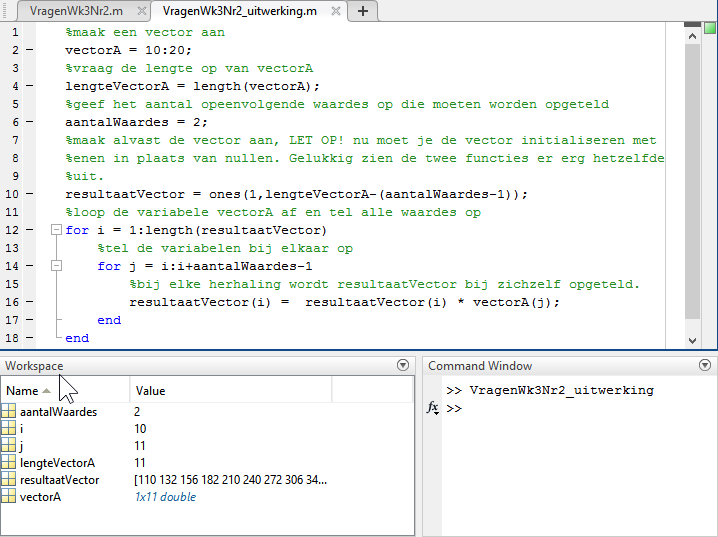 VragenWk3Nr2.m × VragenWk3Nr2_uitwerking.m × +
1 %maak een vector aan
2 – vectorA = 10:20;
3 %vraag de lengte op van vectorA
4 – lengteVectorA = length(vectorA);
5 %geef het aantal opeenvolgende waardes op die moeten worden opgeteld
6 – aantalWaardes = 2;
7 %maak alvast de vector aan, LET OP! nu moet je de vector initialiseren met
8 %enen in plaats van nullen. Gelukkig zien de twee functies er erg hetzelfde
9 %uit.
10 – resultaatVector = ones(1,lengteVectorA-(aantalWaardes-1));
11 %loop de variabele vectorA af en tel alle waardes op
12 – for i = 1:length(resultaatVector)
13 %tel de variabelen bij elkaar op
14 – for j = i:i+aantalWaardes-1
15 %bij elke herhaling wordt resultaatVector bij zichzelf opgeteld.
16 – resultaatVector(i) =  resultaatVector(i) * vectorA(j);
17 – end
18 – end
Workspace
Name Value
aantalWaardes 2
i 10
j 11
lengteVectorA 11
resultaatVector [110 132 156 182 210 240 272 306 34...
vectorA 1x11 double
Command Window
>> VragenWk3Nr2_uitwerking
fx >>